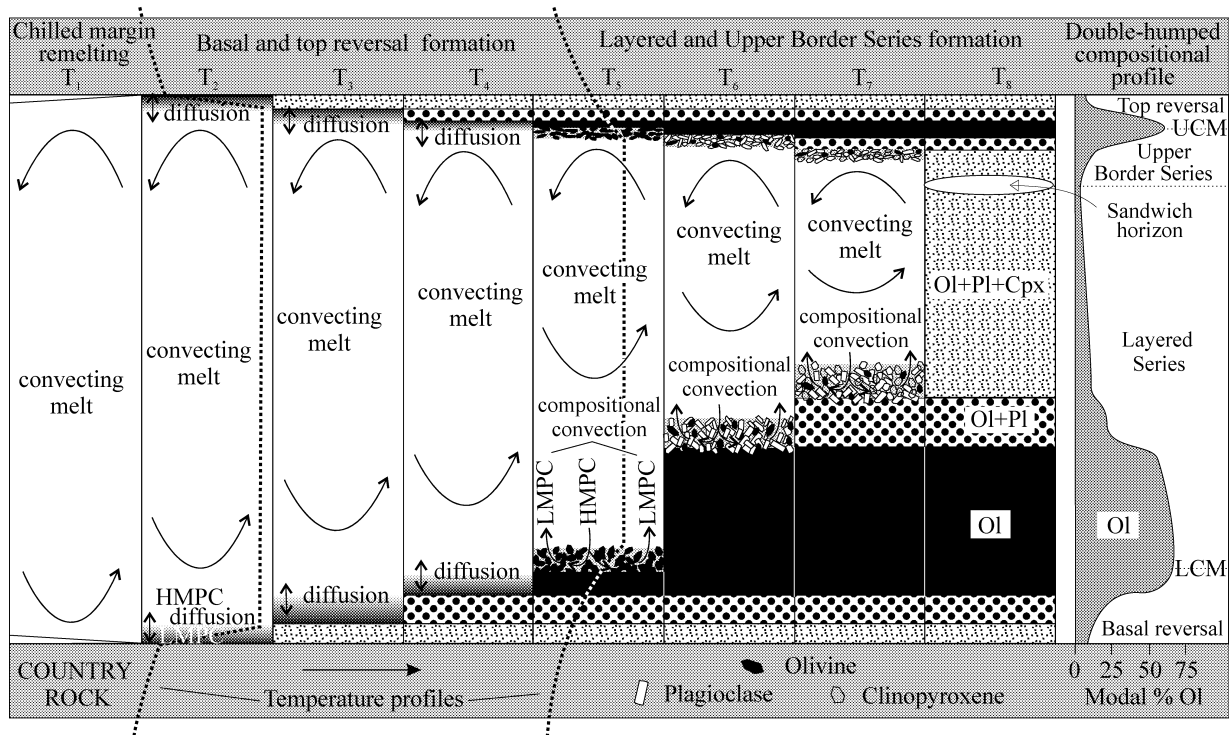 Chilled margin
remelting
Basal and top reversal formation
Layered and Upper Border Series formation
Double-humped
compositional
profile
T1
T2
T3
T4
T5
T6
T7
T8
diffusion
diffusion
diffusion
Top reversal
UCM
Upper
Border Series
Sandwich
horizon
convecting
melt
convecting
melt
convecting
melt
convecting
melt
convecting
melt
convecting
melt
convecting
melt
Ol+Pl+Cpx
compositional
convection
compositional
convection
compositional
convection
Layered
Series
Ol+Pl
LMPC
HMPC
LMPC
Ol
Ol
LCM
diffusion
diffusion
HMPC
diffusion
LMPC
Basal reversal
COUNTRY
ROCK
Temperature profiles
Olivine
Plagioclase
Clinopyroxene
0 25 50 75
Modal % Ol